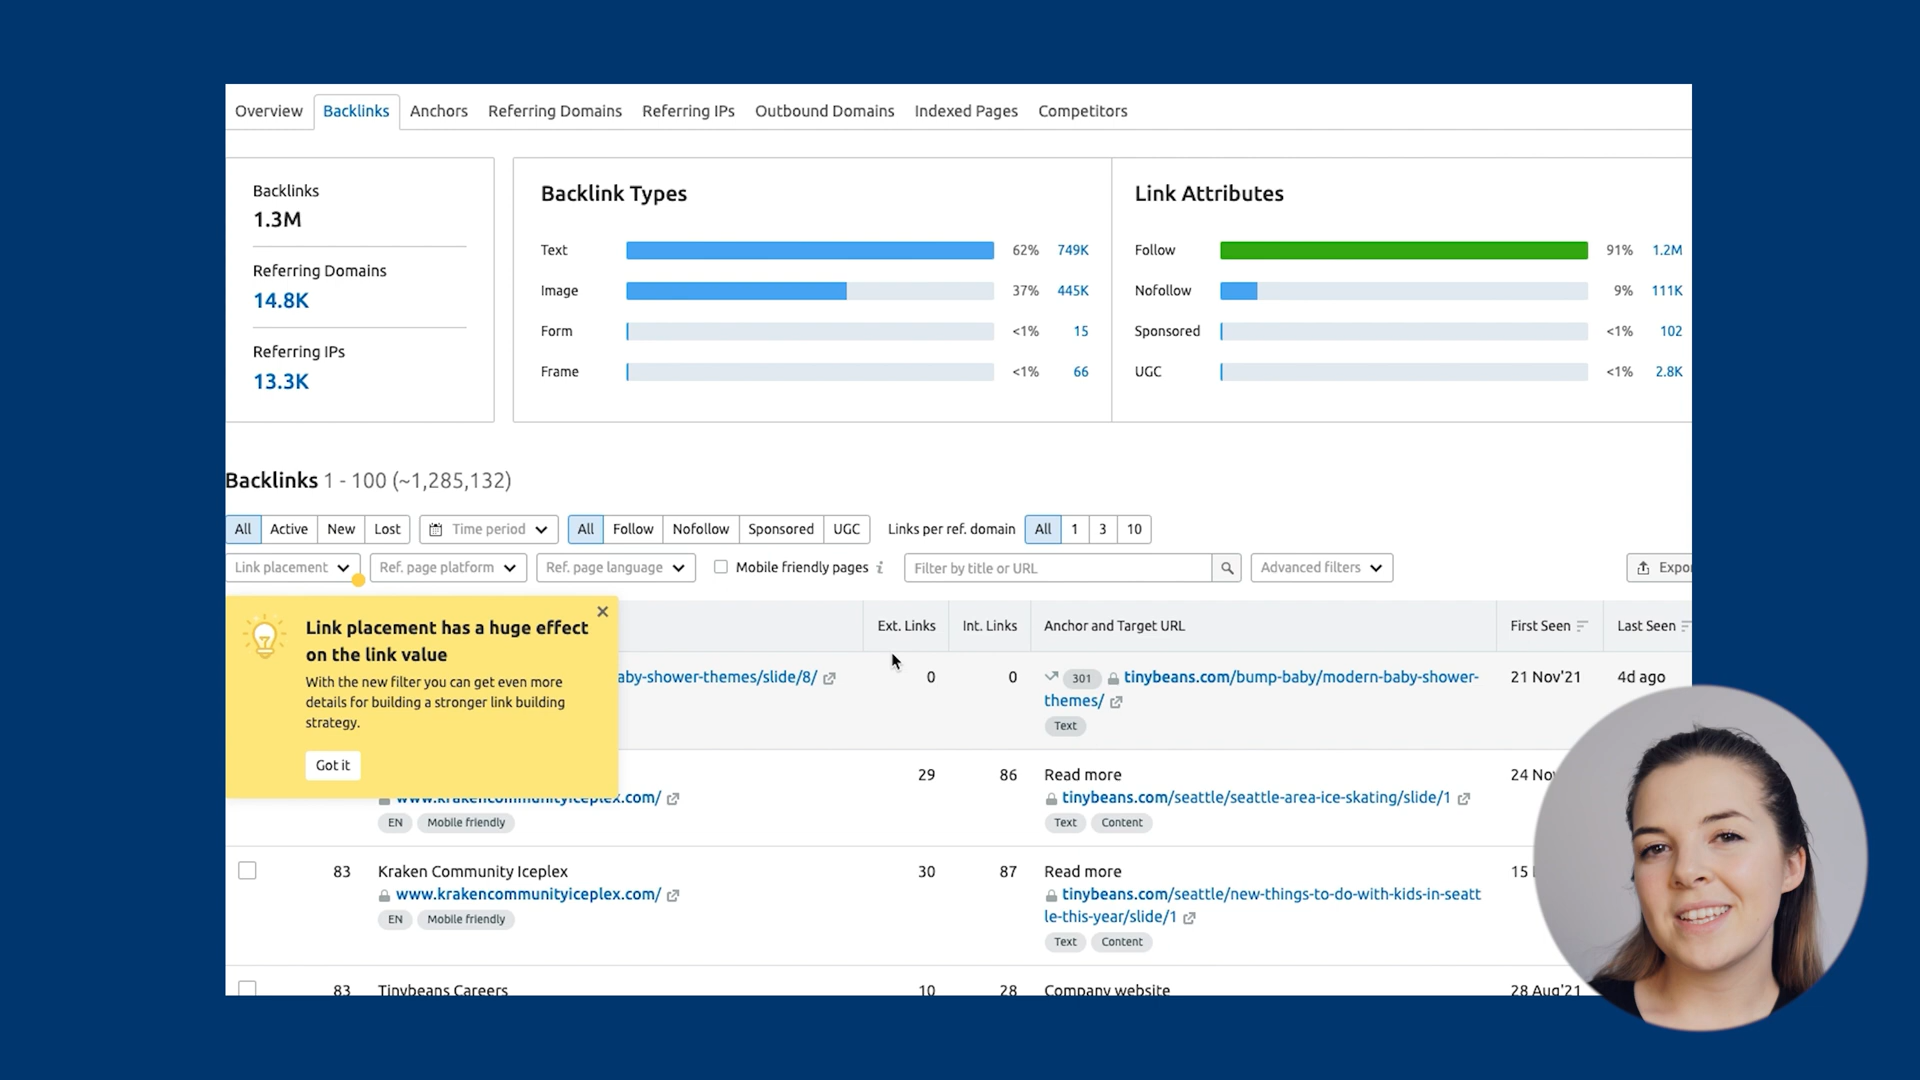 Overview Backlinks Anchors Referring Domains Referring IPs Outbound Domains Indexed Pages Competitors
Backlinks
1.3M
Referring Domains
14.8K
Referring IPs
13.3K
Backlink Types
Text 62% 749K
Image 37% 445K
Form <1% 15
Frame <1% 66
Link Attributes
Follow 91% 1.2M
Nofollow 9% 111K
Sponsored <1% 102
UGC <1% 2.8K
Backlinks 1 - 100 (~1,285,132)
All Active New Lost Time period All Follow Nofollow Sponsored UGC Links per ref. domain All 1 3 10
Link placement Ref. page platform Ref. page language Mobile friendly pages i Filter by title or URL Advanced filters Expor
Link placement has a huge effect
on the link value
With the new filter you can get even more
details for building a stronger link building
strategy.
Got it
Ext. Links Int. Links Anchor and Target URL First Seen Last Seen
aby-shower-themes/slide/8/ 0 0 301 tinybeans.com/bump-baby/modern-baby-shower- 21 Nov'21 4d ago
themes/
Text
29 86 Read more 24 Nov
www.krakencommunityiceplex.com/ tinybeans.com/seattle/seattle-area-ice-skating/slide/1
EN Mobile friendly Text Content
83 Kraken Community Iceplex 30 87 Read more 15
www.krakencommunityiceplex.com/ tinybeans.com/seattle/new-things-to-do-with-kids-in-seatt
le-this-year/slide/1
EN Mobile friendly Text Content
83 Tinybeans Careers 10 28 Company website 28 Aug'21